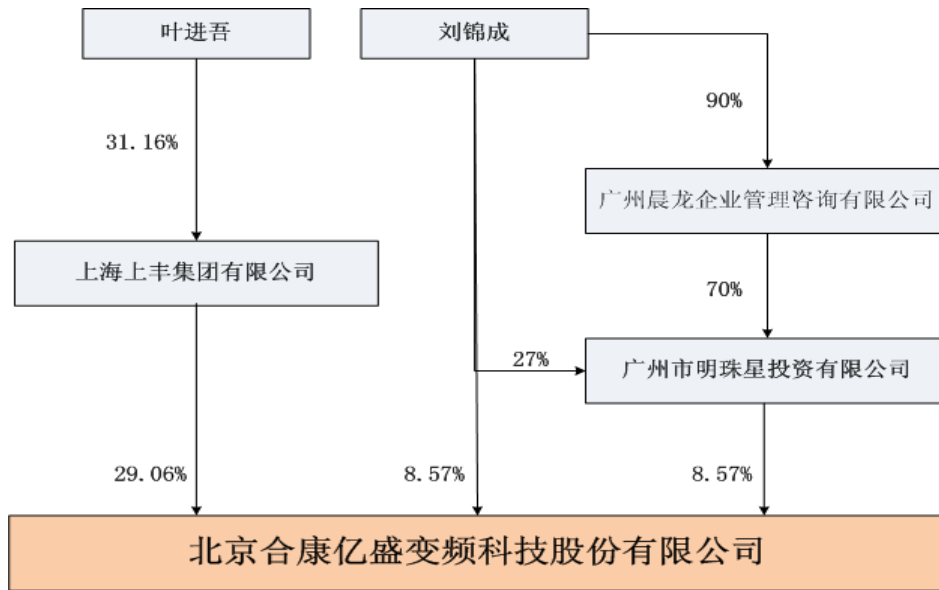 叶进吾
刘锦成
90%
31.16%
广州晨龙企业管理咨询有限公司
上海上丰集团有限公司
70%
27%
广州市明珠星投资有限公司
29.06%
8.57%
8.57%
北京合康亿盛变频科技股份有限公司